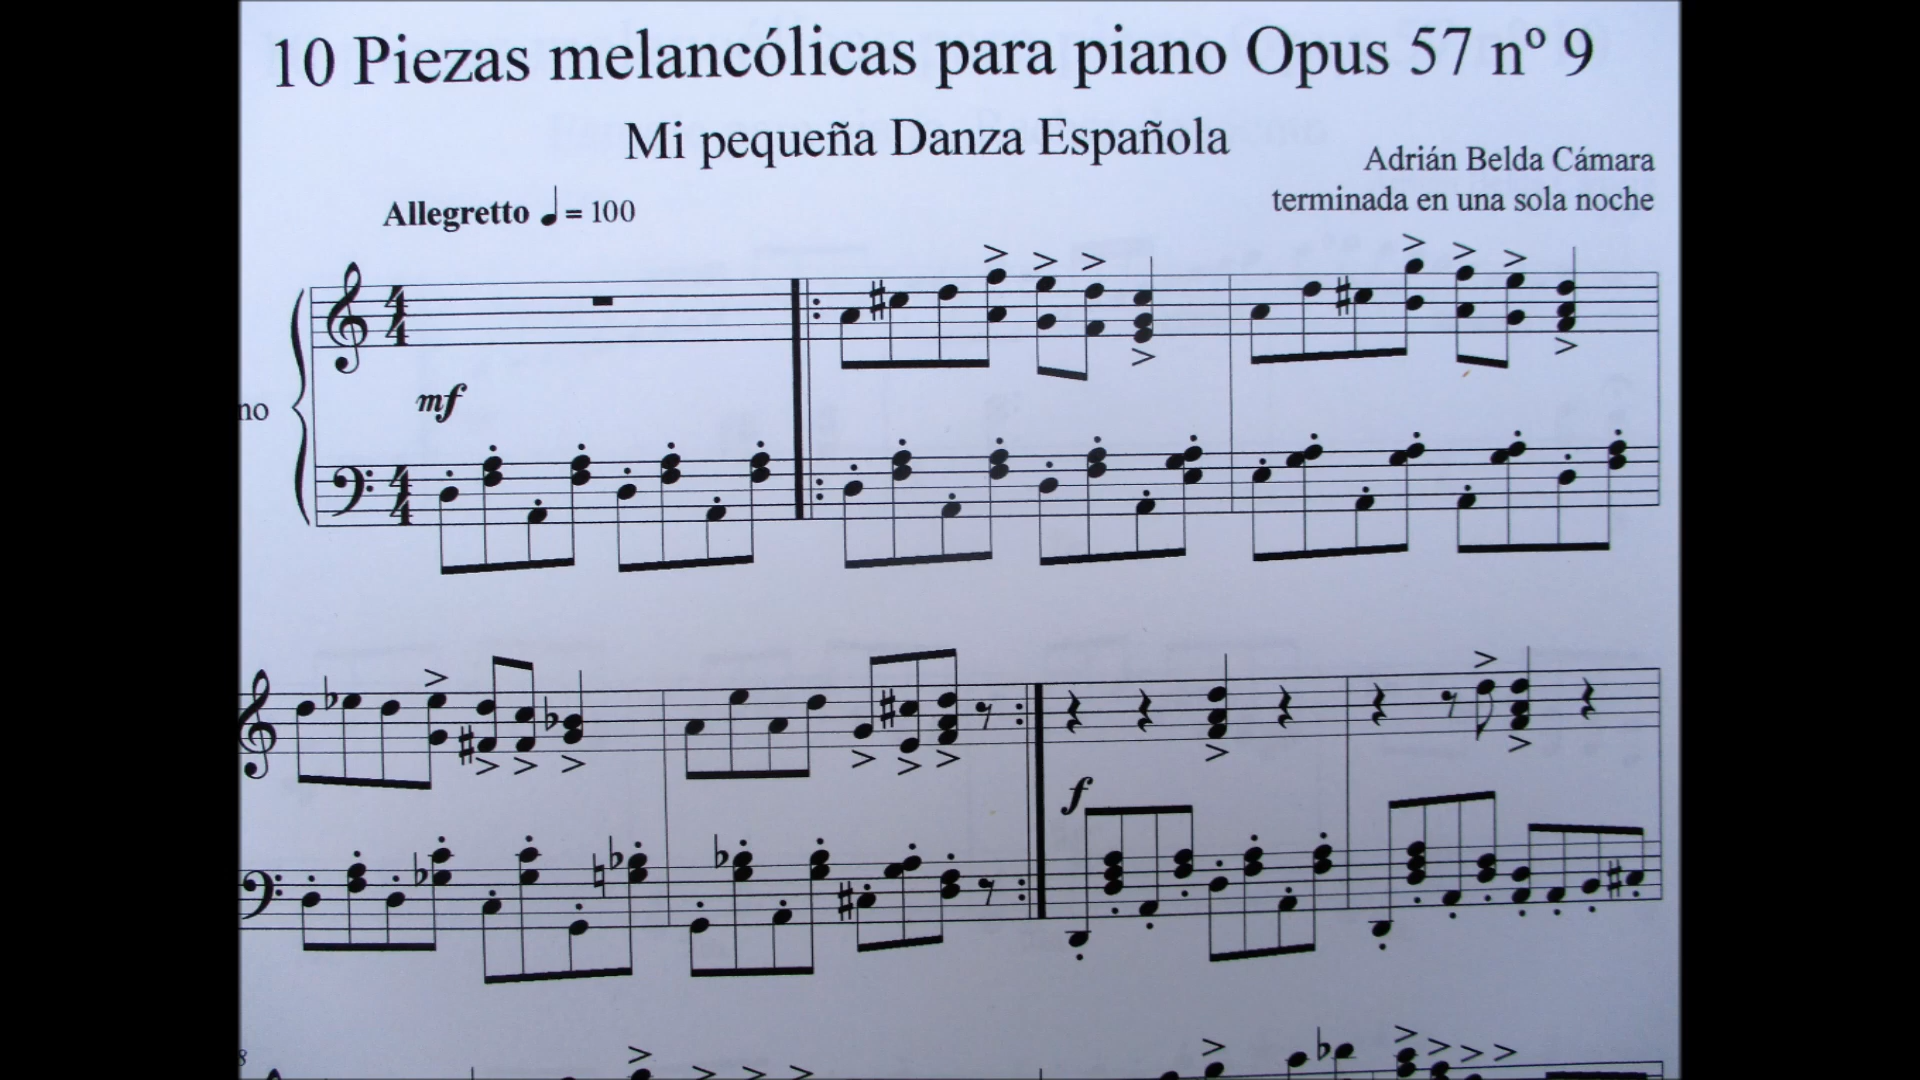 10 Piezas melancólicas para piano Opus 57 nº 9
Mi pequeña Danza Española
Adrián Belda Cámara
terminada en una sola noche
Allegretto ♩ = 100
mf
no
f
8